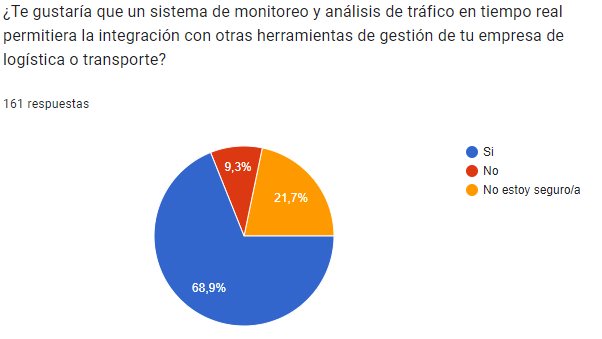 ¿Te gustaría que un sistema de monitoreo y análisis de tráfico en tiempo real
permitiera la integración con otras herramientas de gestión de tu empresa de
logística o transporte?
161 respuestas
Si
No
No estoy seguro/a
9,3%
21,7%
68,9%